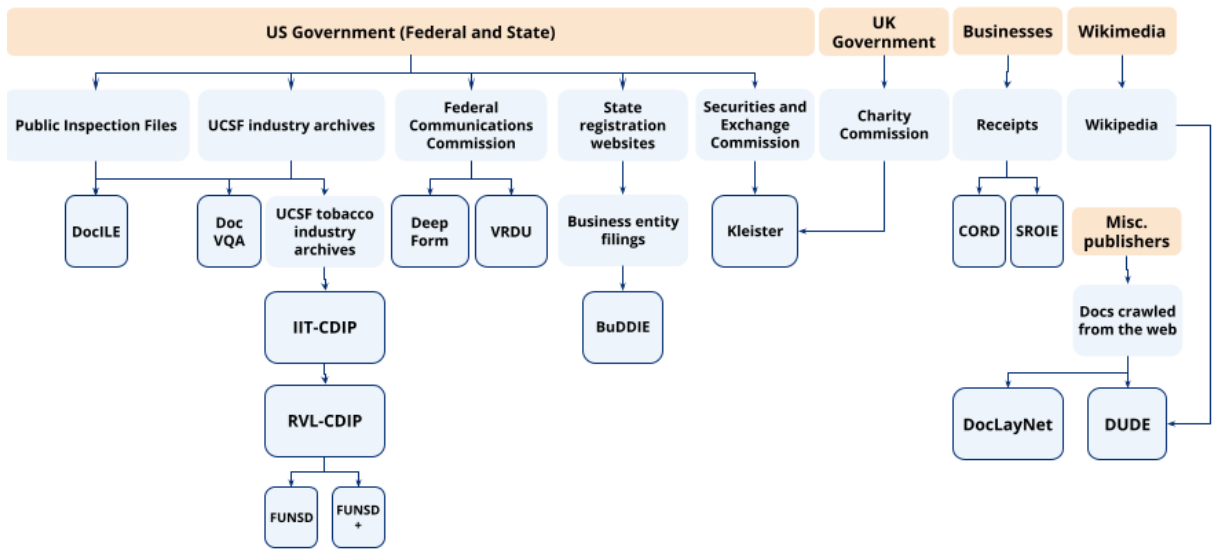 US Government (Federal and State)
UK
Government
Businesses
Wikimedia
Public Inspection Files
UCSF industry archives
Federal
Communications
Commission
State
registration
websites
Securities and
Exchange
Commission
Charity
Commission
Receipts
Wikipedia
DocILE
Doc
VQA
UCSF tobacco
industry
archives
Deep
Form
VRDU
Business entity
filings
Kleister
CORD
SROIE
Misc.
publishers
IIT-CDIP
BuDDIE
Docs crawled
from the web
RVL-CDIP
DocLayNet
DUDE
FUNSD
FUNSD
+